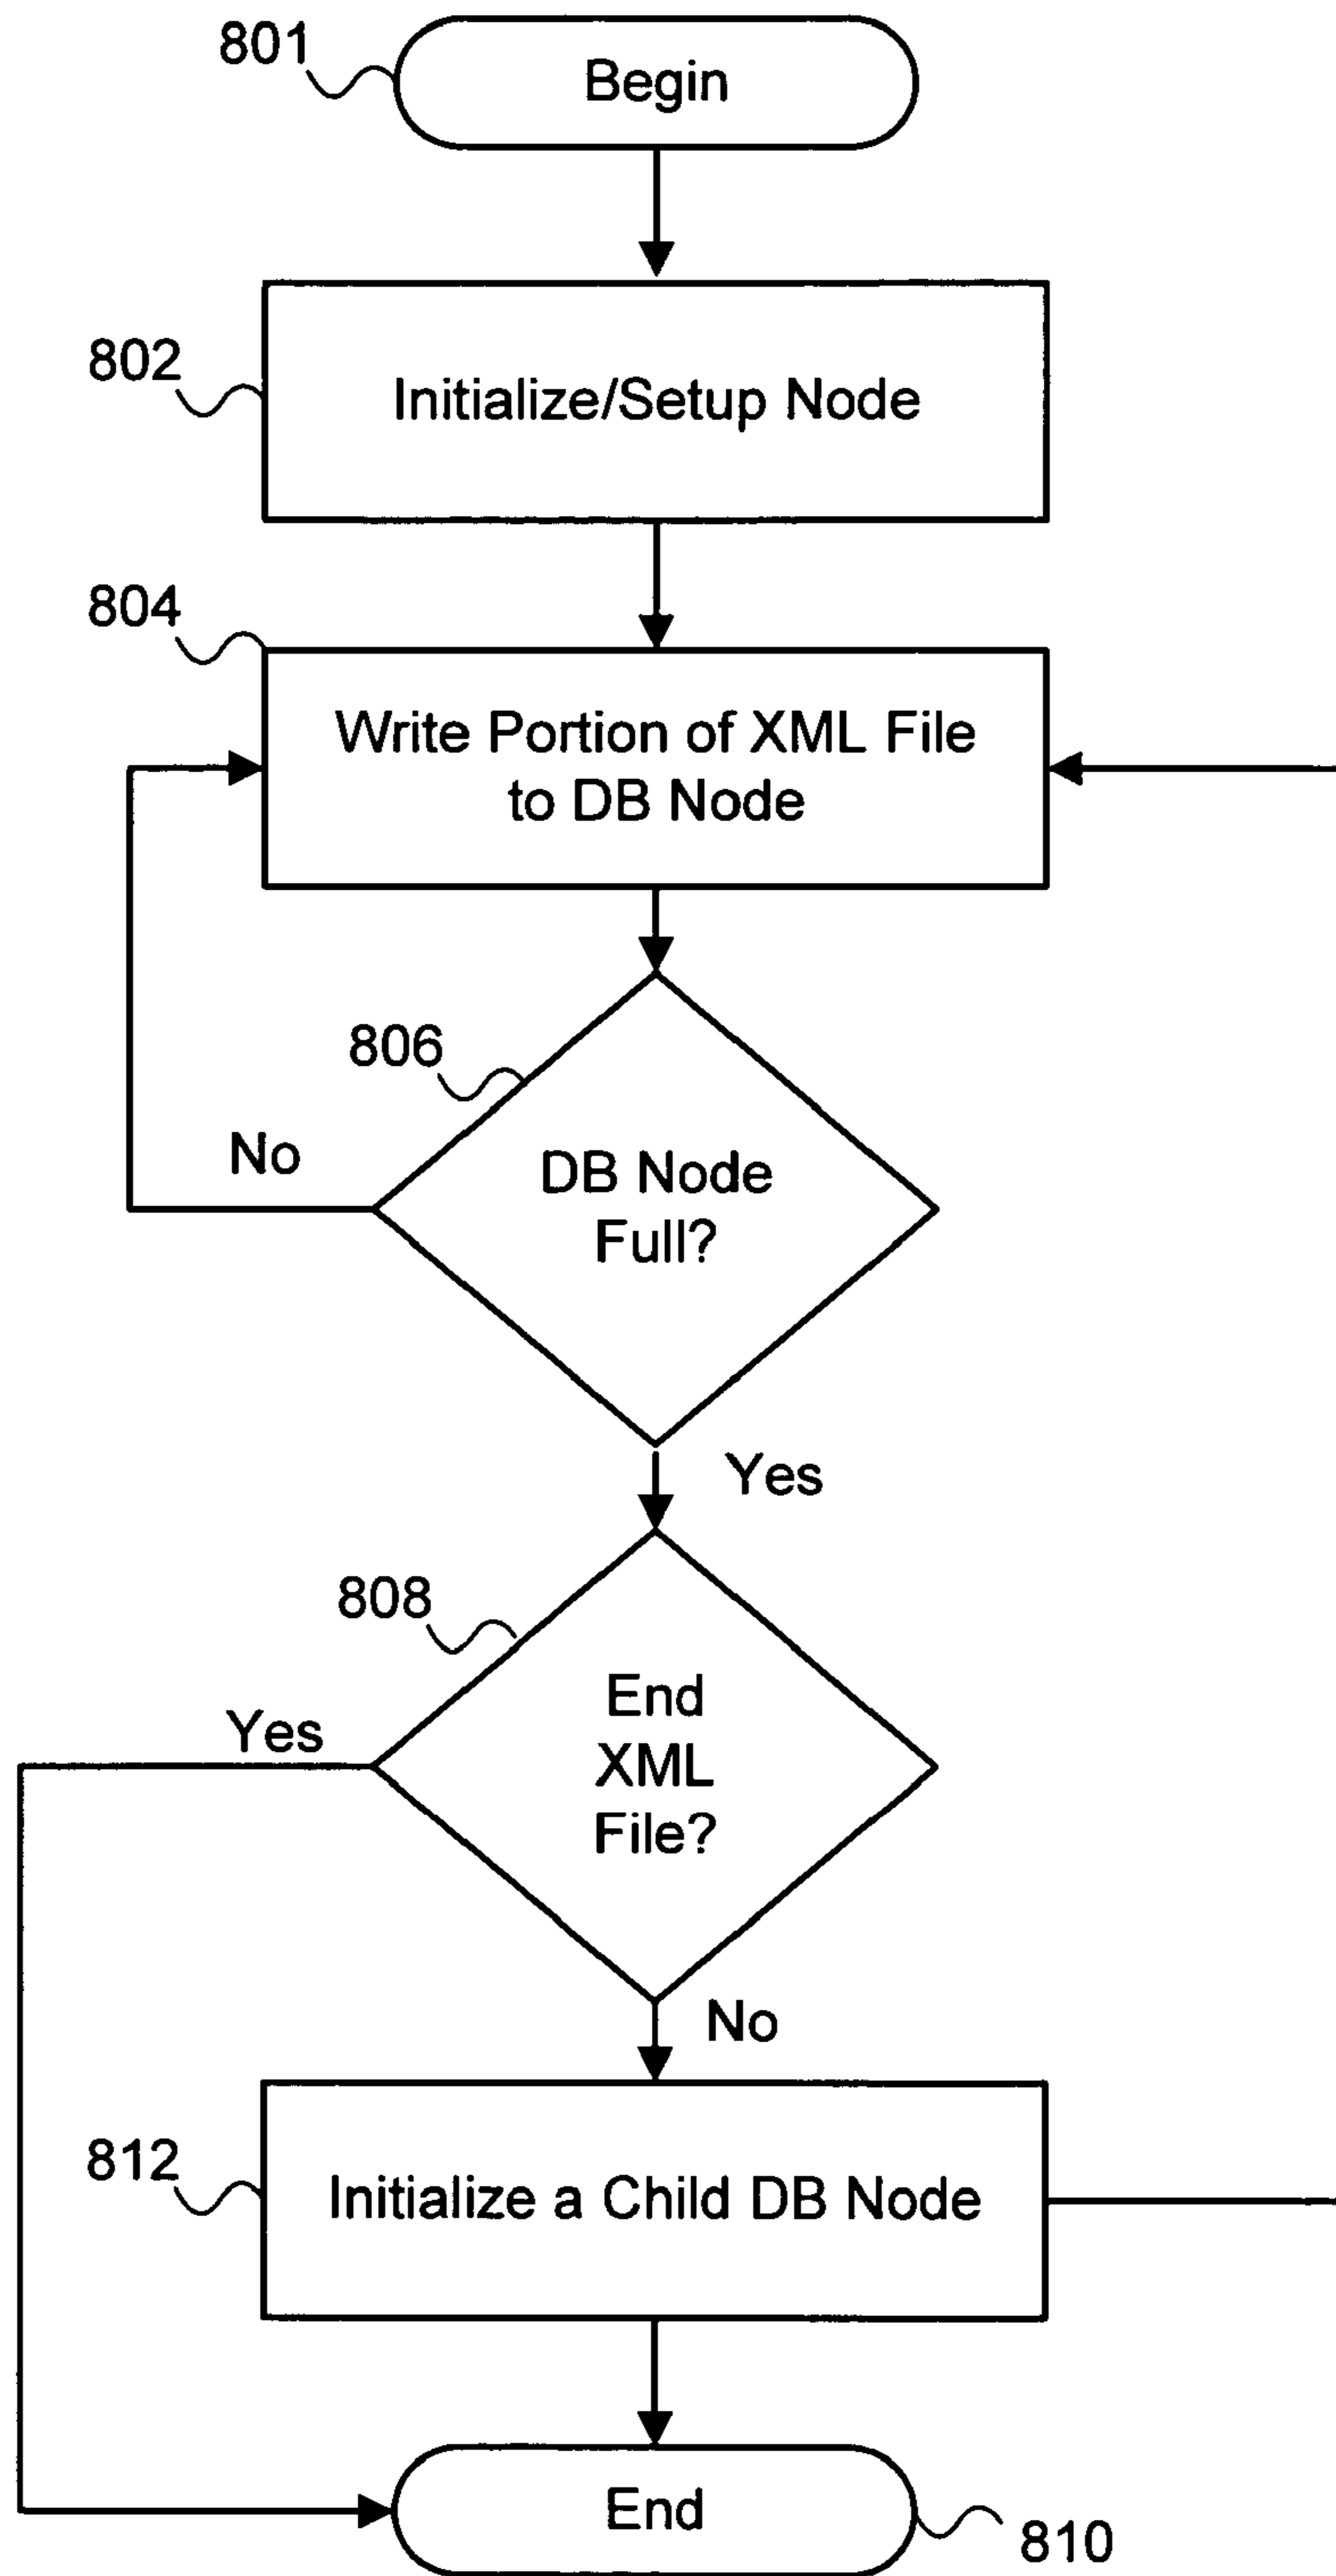 801
Begin
802
Initialize/Setup Node
804
Write Portion of XML File
to DB Node
806
No
DB Node
Full?
Yes
808
Yes
End
XML
File?
No
812
Initialize a Child DB Node
End
810